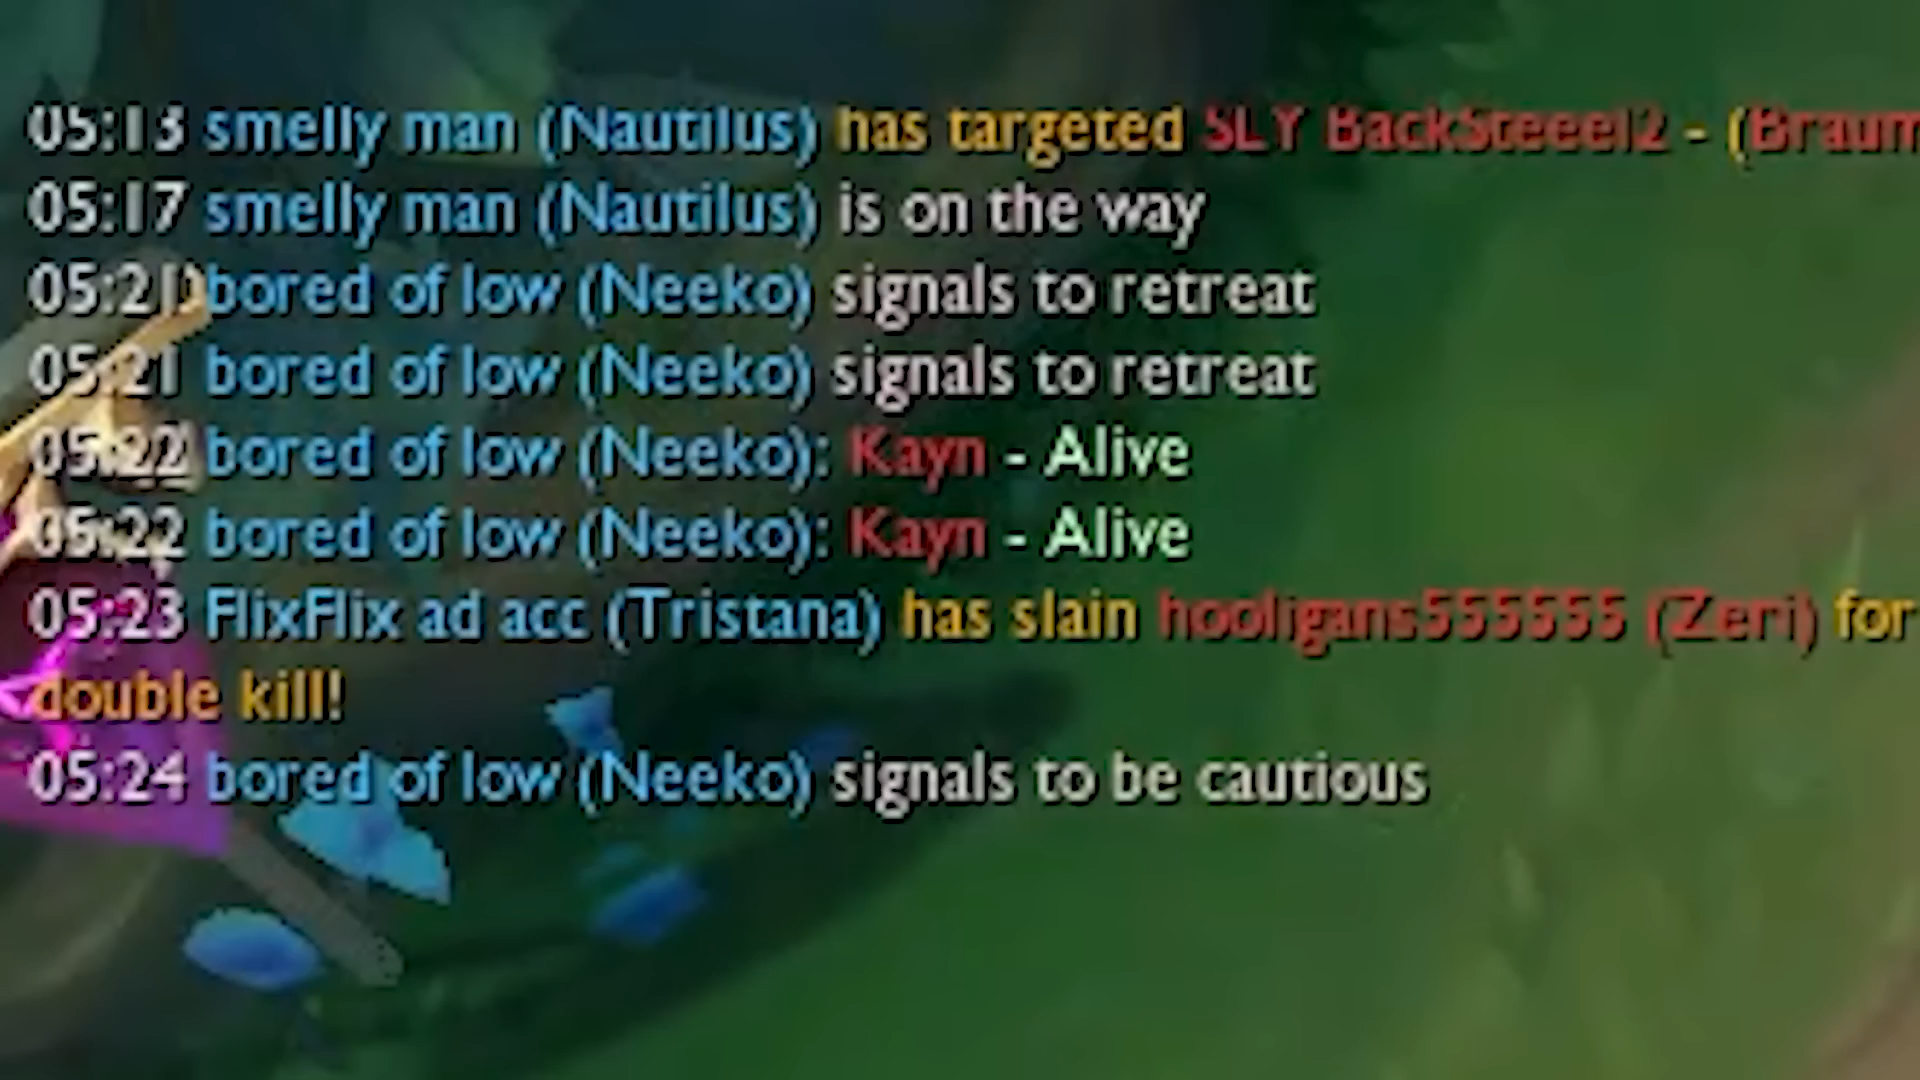 05:13 smelly man (Nautilus) has targeted SLY BackSteeel2 - (Braum
05:17 smelly man (Nautilus) is on the way
05:21 bored of low (Neeko) signals to retreat
05:21 bored of low (Neeko) signals to retreat
05:22 bored of low (Neeko): Kayn - Alive
05:22 bored of low (Neeko): Kayn - Alive
05:23 FlixFlix ad acc (Tristana) has slain hooligans555555 (Zeri) for
double kill!
05:24 bored of low (Neeko) signals to be cautious